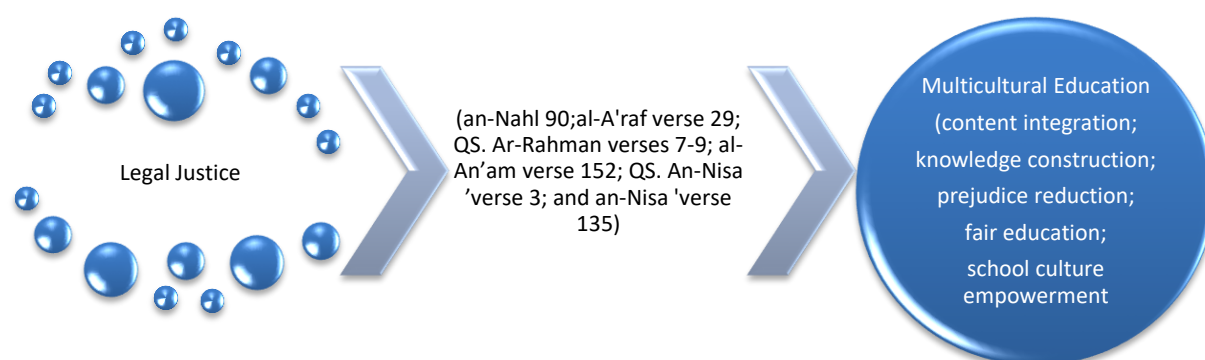 Legal Justice
(an-Nahl 90;al-A'raf verse 29;
QS. Ar-Rahman verses 7-9; al-
An’am verse 152; QS. An-Nisa
’verse 3; and an-Nisa 'verse
135)
Multicultural Education
(content integration;
knowledge construction;
prejudice reduction;
fair education;
school culture
empowerment